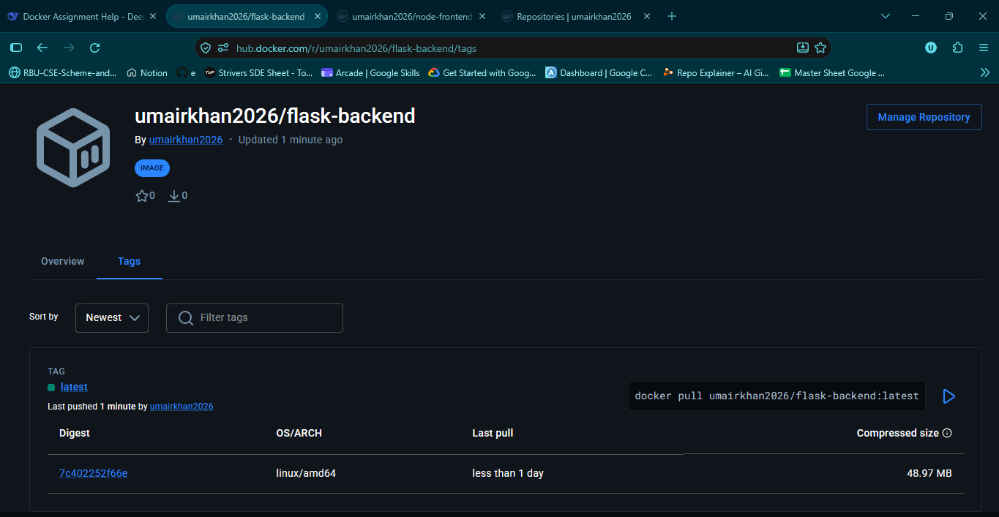 Docker Assignment Help - Dee
umairkhan2026/flask-backend
umairkhan2026/node-frontend
Repositories | umairkhan2026
hub.docker.com/r/umairkhan2026/flask-backend/tags
U
RBU-CSE-Scheme-and...
Notion
e
TUF
Strivers SDE Sheet - To...
Arcade | Google Skills
Get Started with Goog...
Dashboard | Google C...
Repo Explainer – AI Gi...
Master Sheet Google ...
umairkhan2026/flask-backend
Manage Repository
By umairkhan2026 • Updated 1 minute ago
IMAGE
0 0
Overview Tags
Sort by Newest Filter tags
TAG
latest
docker pull umairkhan2026/flask-backend:latest
Last pushed 1 minute by umairkhan2026
Digest OS/ARCH Last pull Compressed size
7c402252f66e linux/amd64 less than 1 day 48.97 MB